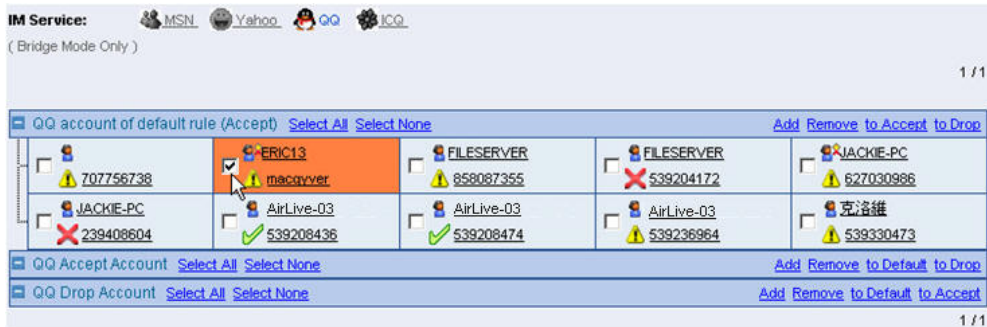 IM Service: MSN Yahoo QQ ICQ
( Bridge Mode Only )
1 / 1
QQ account of default rule (Accept) Select All Select None Add Remove to Accept to Drop
ERIC13 FILESERVER FILESERVER JACKIE-PC
707756738 macqyver 858087355 539204172 627030986
JACKIE-PC AirLive-03 AirLive-03 AirLive-03 克洛維
239408604 539208436 539208474 539236964 539330473
QQ Accept Account Select All Select None Add Remove to Default to Drop
QQ Drop Account Select All Select None Add Remove to Default to Accept
1 / 1